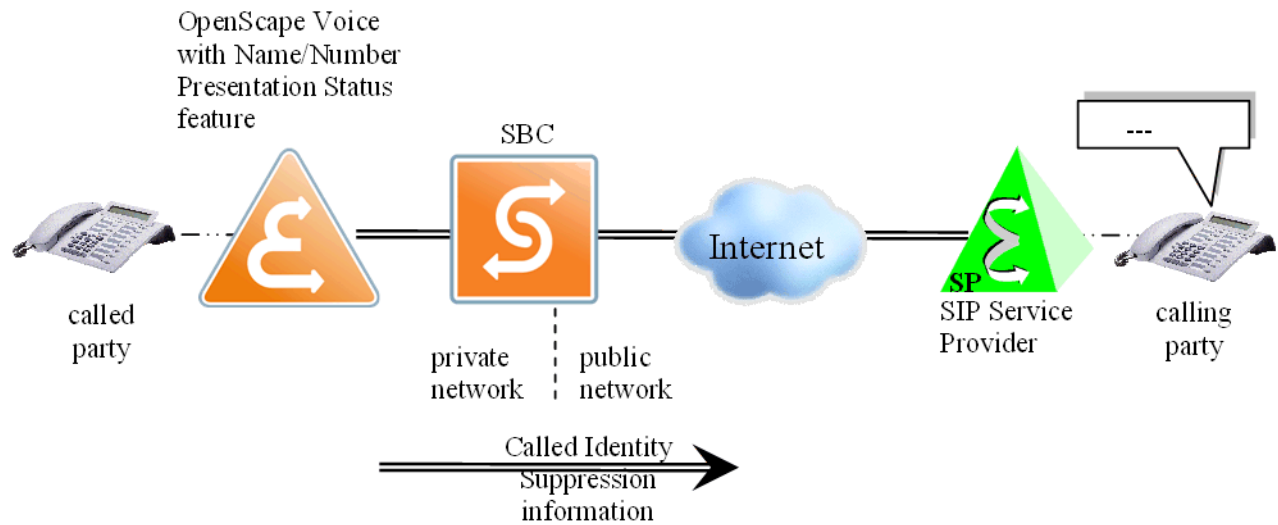 OpenScape Voice
with Name/Number
Presentation Status
feature
SBC
---
Internet
SP
SIP Service
Provider
called
party
calling
party
private
network
public
network
Called Identity
Suppression
information